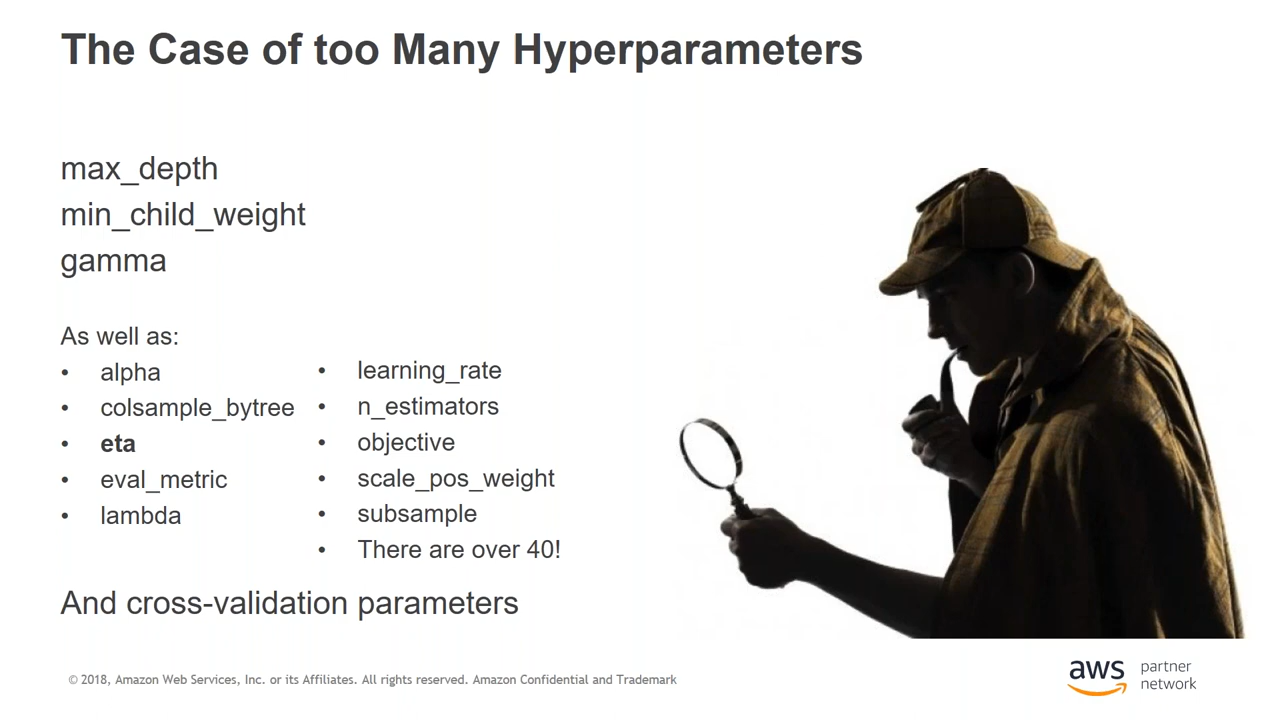 The Case of too Many Hyperparameters
max_depth
min_child_weight
gamma
As well as:
• alpha
• colsample_bytree
• eta
• eval_metric
• lambda
• learning_rate
• n_estimators
• objective
• scale_pos_weight
• subsample
• There are over 40!
And cross-validation parameters
© 2018, Amazon Web Services, Inc. or its Affiliates. All rights reserved. Amazon Confidential and Trademark
aws
partner
network